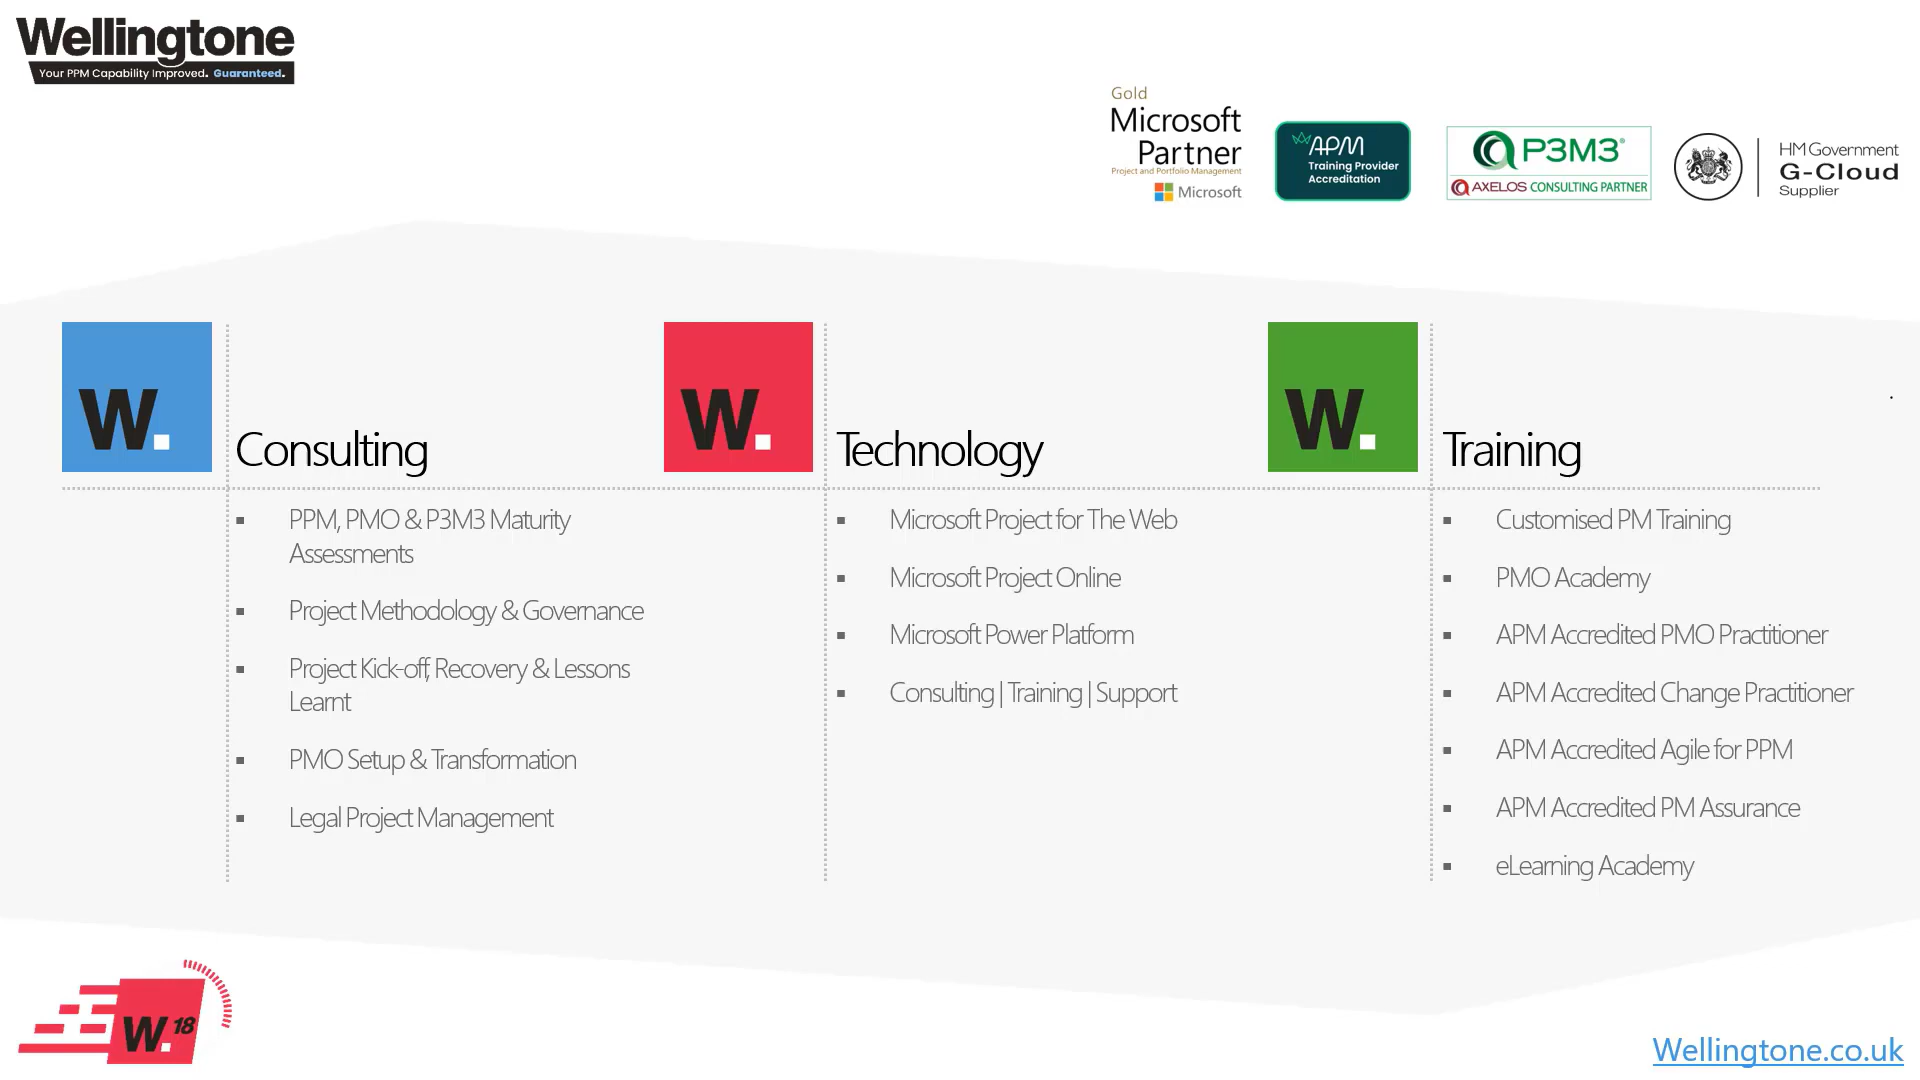 Wellingtone
Your PPM Capability Improved. Guaranteed.
Gold
Microsoft
Partner
Project and Portfolio Management
Microsoft
APM
Training Provider
Accreditation
P3M3®
AXELOS CONSULTING PARTNER
HM Government
G-Cloud
Supplier
W.
Consulting
▪ PPM, PMO & P3M3 Maturity
Assessments
▪ Project Methodology & Governance
▪ Project Kick-off, Recovery & Lessons
Learnt
▪ PMO Setup & Transformation
▪ Legal Project Management
W.
Technology
▪ Microsoft Project for The Web
▪ Microsoft Project Online
▪ Microsoft Power Platform
▪ Consulting | Training | Support
W.
Training
.
▪ Customised PM Training
▪ PMO Academy
▪ APM Accredited PMO Practitioner
▪ APM Accredited Change Practitioner
▪ APM Accredited Agile for PPM
▪ APM Accredited PM Assurance
▪ eLearning Academy
W. 18
Wellingtone.co.uk